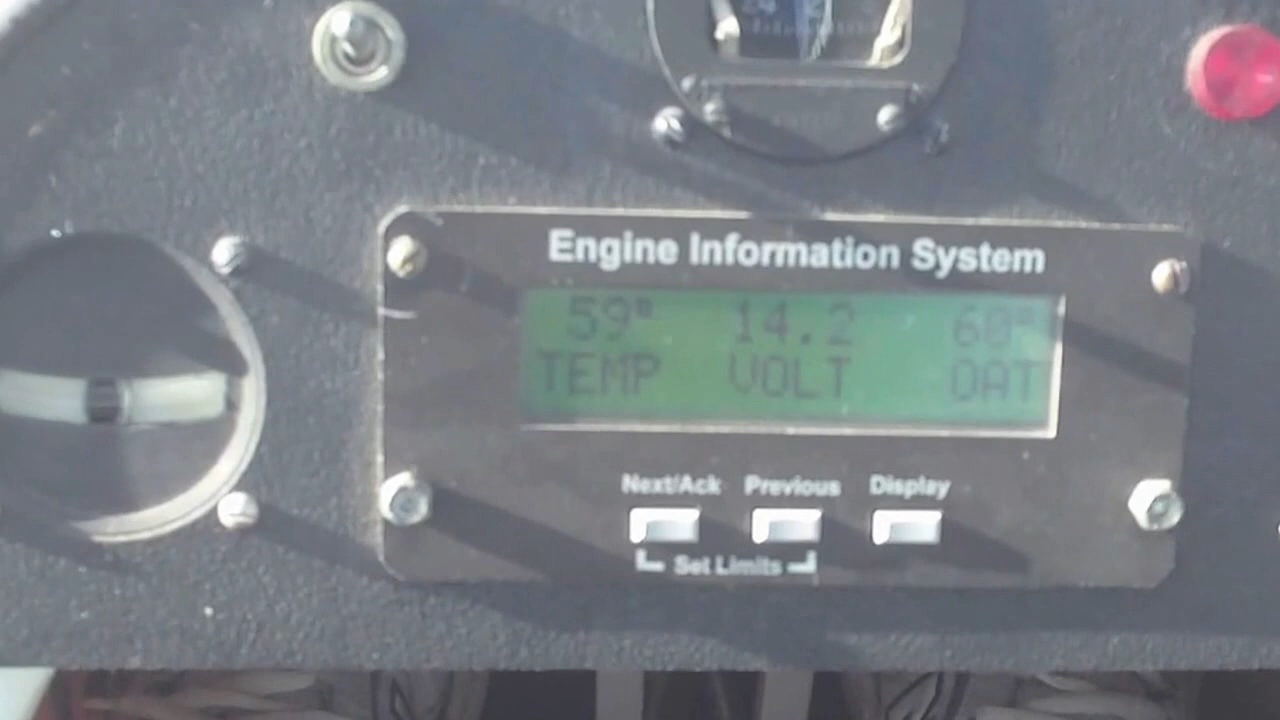 Engine Information System
59° 14.2 60°
TEMP VOLT OAT
Next/Ack Previous Display
Set Limits